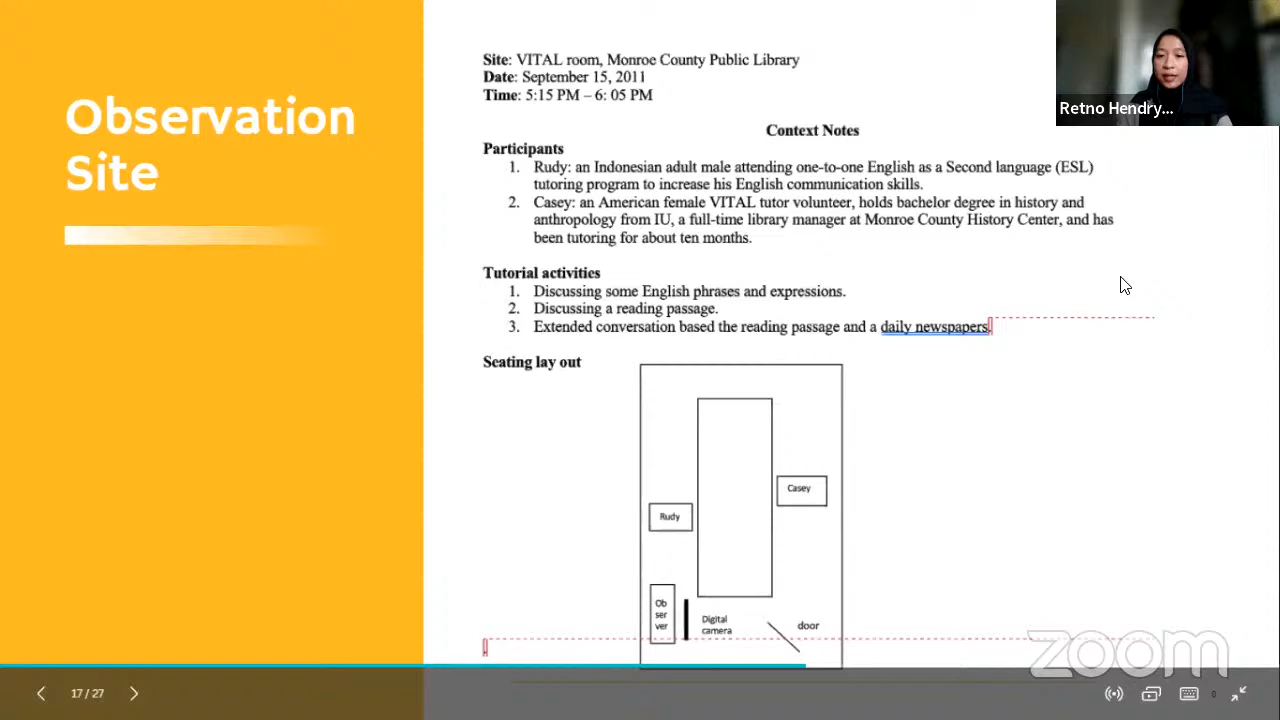 Observation
Site
Site: VITAL room, Monroe County Public Library
Date: September 15, 2011
Time: 5:15 PM – 6: 05 PM
Context Notes
Participants
1. Rudy: an Indonesian adult male attending one-to-one English as a Second language (ESL)
tutoring program to increase his English communication skills.
2. Casey: an American female VITAL tutor volunteer, holds bachelor degree in history and
anthropology from IU, a full-time library manager at Monroe County History Center, and has
been tutoring for about ten months.
Tutorial activities
1. Discussing some English phrases and expressions.
2. Discussing a reading passage.
3. Extended conversation based the reading passage and a daily newspapers.
Seating lay out
Casey
Rudy
Ob
ser
ver
Digital
camera
door
Retno Hendry...
zoom
17 / 27
0